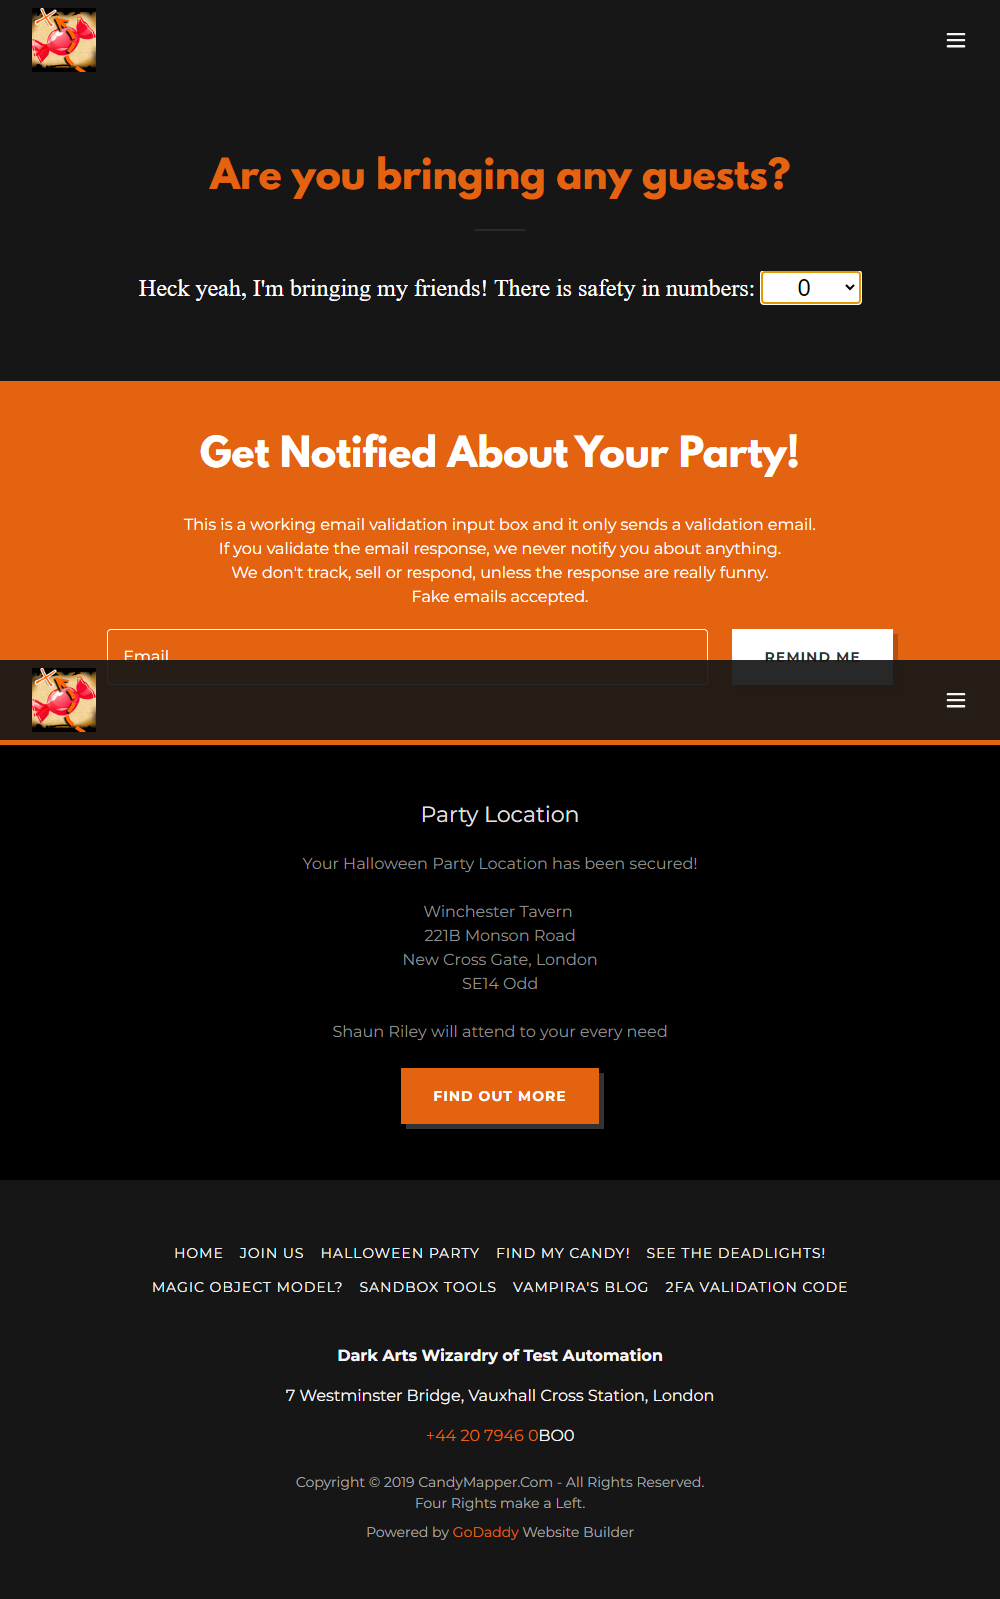 Are you bringing any guests?
Heck yeah, I'm bringing my friends! There is safety in numbers: 0
Get Notified About Your Party!
This is a working email validation input box and it only sends a validation email.
If you validate the email response, we never notify you about anything.
We don't track, sell or respond, unless the response are really funny.
Fake emails accepted.
Email
REMIND ME
Party Location
Your Halloween Party Location has been secured!
Winchester Tavern
221B Monson Road
New Cross Gate, London
SE14 Odd
Shaun Riley will attend to your every need
FIND OUT MORE
HOME JOIN US HALLOWEEN PARTY FIND MY CANDY! SEE THE DEADLIGHTS!
MAGIC OBJECT MODEL? SANDBOX TOOLS VAMPIRA'S BLOG 2FA VALIDATION CODE
Dark Arts Wizardry of Test Automation
7 Westminster Bridge, Vauxhall Cross Station, London
+44 20 7946 0BO0
Copyright © 2019 CandyMapper.Com - All Rights Reserved.
Four Rights make a Left.
Powered by GoDaddy Website Builder